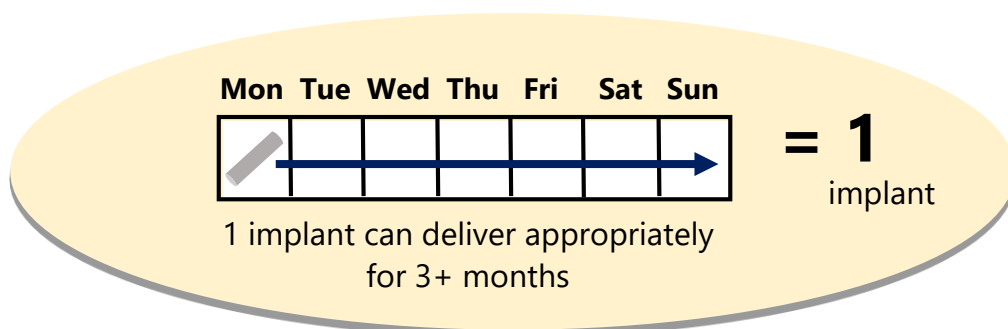 Mon Tue Wed Thu Fri Sat Sun
= 1
implant
1 implant can deliver appropriately
for 3+ months